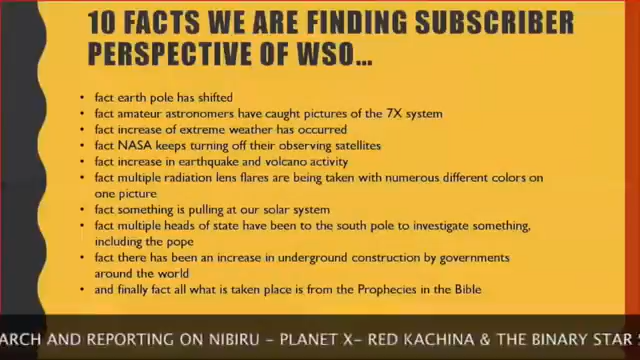 10 FACTS WE ARE FINDING SUBSCRIBER
PERSPECTIVE OF WSO...
• fact earth pole has shifted
• fact amateur astronomers have caught pictures of the 7X system
• fact increase of extreme weather has occurred
• fact NASA keeps turning off their observing satellites
• fact increase in earthquake and volcano activity
• fact multiple radiation lens flares are being taken with numerous different colors on
one picture
• fact something is pulling at our solar system
• fact multiple heads of state have been to the south pole to investigate something,
including the pope
• fact there has been an increase in underground construction by governments
around the world
• and finally fact all what is taken place is from the Prophecies in the Bible
ARCH AND REPORTING ON NIBIRU - PLANET X- RED KACHINA & THE BINARY STAR